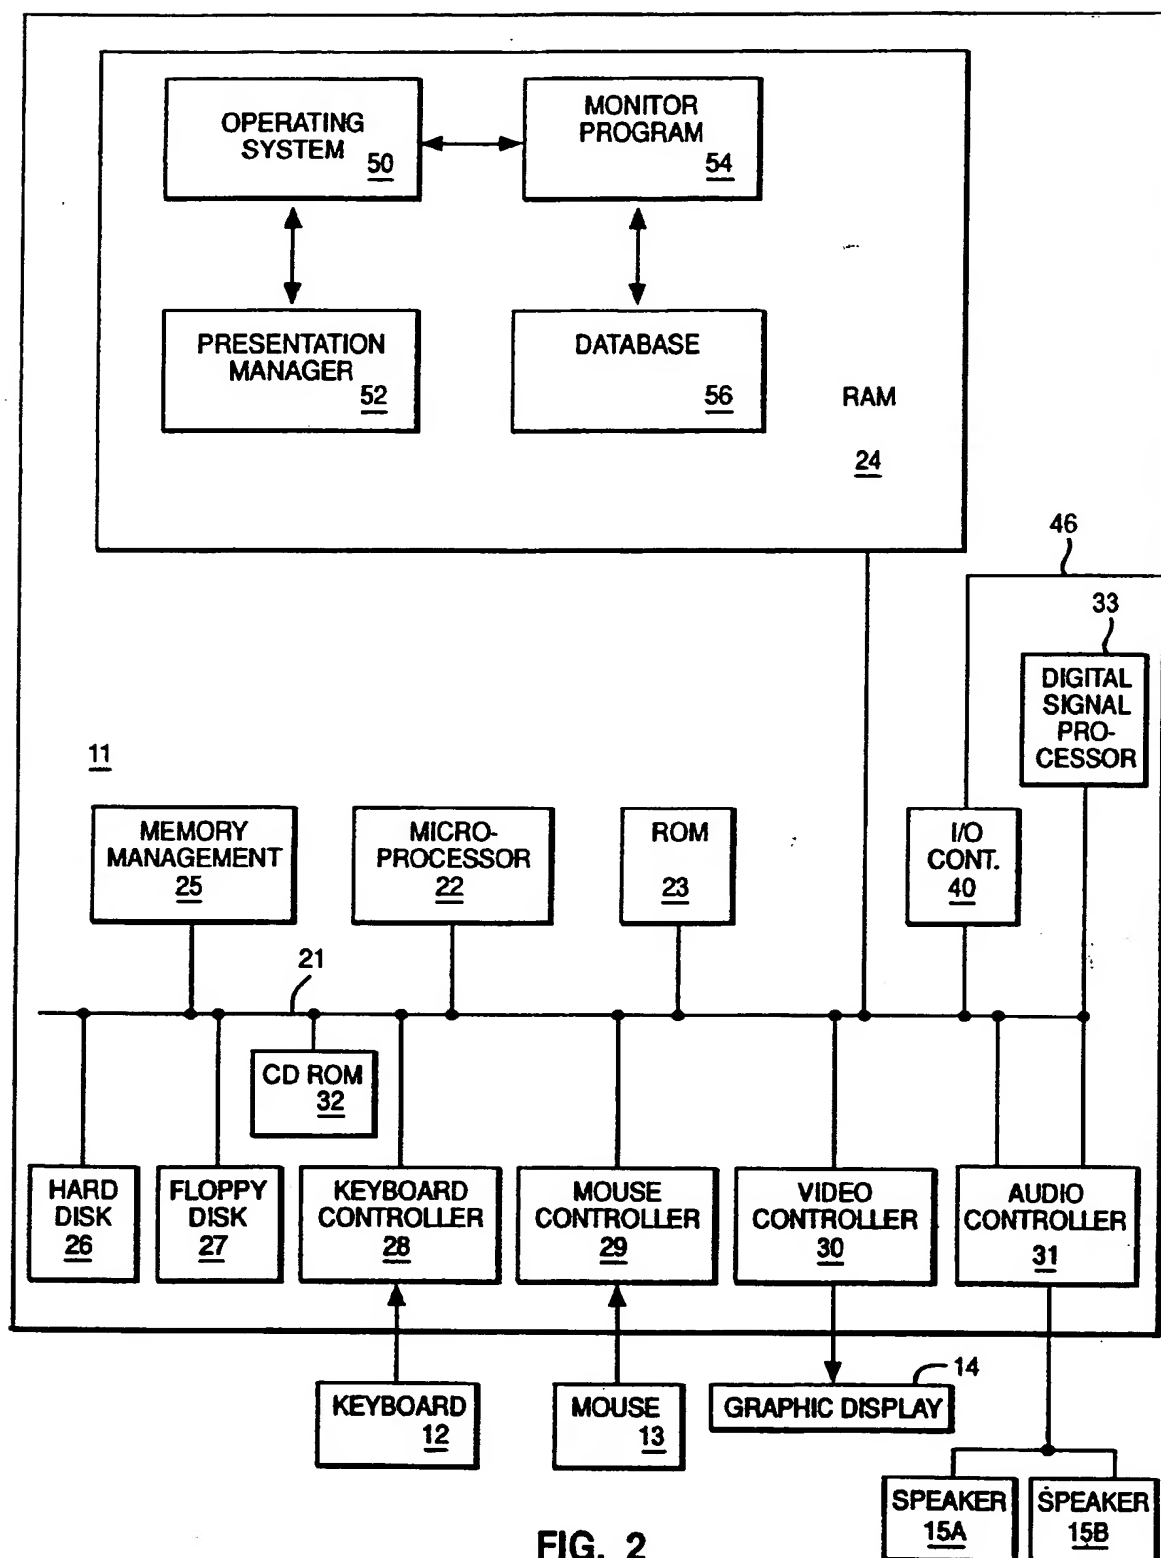 OPERATING
SYSTEM
50
MONITOR
PROGRAM
54
PRESENTATION
MANAGER
52
DATABASE
56
RAM
24
46
33
DIGITAL
SIGNAL
PRO-
CESSOR
11
MEMORY
MANAGEMENT
25
MICRO-
PROCESSOR
22
ROM
23
I/O
CONT.
40
21
CD ROM
32
HARD
DISK
26
FLOPPY
DISK
27
KEYBOARD
CONTROLLER
28
MOUSE
CONTROLLER
29
VIDEO
CONTROLLER
30
AUDIO
CONTROLLER
31
KEYBOARD
12
MOUSE
13
14
GRAPHIC DISPLAY
SPEAKER
15A
SPEAKER
15B
FIG. 2